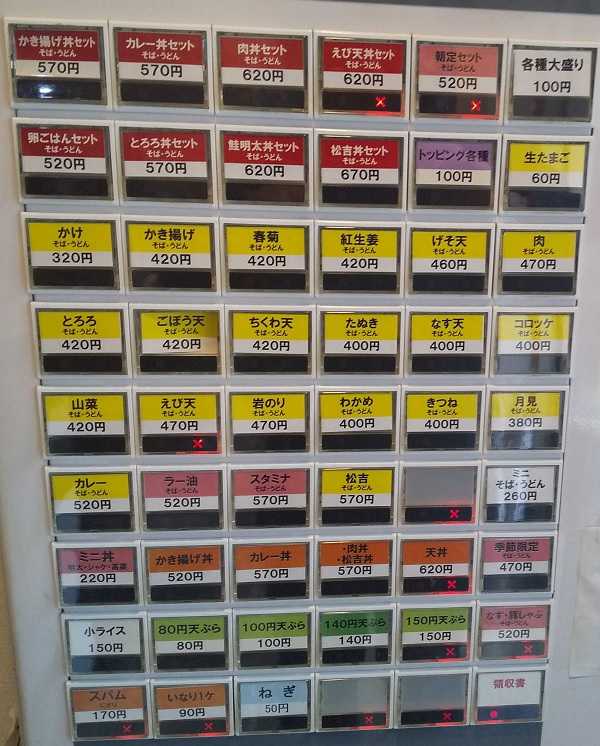 かき揚げ丼セット
そば・うどん
570円
カレー丼セット
そば・うどん
570円
肉丼セット
そば・うどん
620円
えび天丼セット
そば・うどん
620円
朝定セット
そば・うどん
520円
各種大盛り
100円
卵ごはんセット
そば・うどん
520円
とろろ丼セット
そば・うどん
570円
鮭明太丼セット
そば・うどん
620円
松吉丼セット
そば・うどん
670円
トッピング各種
100円
生たまご
60円
かけ
そば・うどん
320円
かき揚げ
そば・うどん
420円
春菊
そば・うどん
420円
紅生姜
そば・うどん
420円
げそ天
そば・うどん
460円
肉
そば・うどん
470円
とろろ
そば・うどん
420円
ごぼう天
そば・うどん
420円
ちくわ天
そば・うどん
420円
たぬき
そば・うどん
400円
なす天
そば・うどん
400円
コロッケ
そば・うどん
400円
山菜
そば・うどん
420円
えび天
そば・うどん
470円
岩のり
そば・うどん
470円
わかめ
そば・うどん
400円
きつね
そば・うどん
400円
月見
そば・うどん
380円
カレー
そば・うどん
520円
ラー油
そば・うどん
520円
スタミナ
そば・うどん
570円
松吉
そば・うどん
570円
ミニ
そば・うどん
260円
ミニ丼
明太・シャケ・高菜
220円
かき揚げ丼
520円
カレー丼
570円
・肉丼
・松吉丼
570円
天丼
620円
季節限定
そば・うどん
470円
小ライス
150円
80円天ぷら
80円
100円天ぷら
100円
140円天ぷら
140円
150円天ぷら
150円
なす・豚しゃぶ
そば・うどん
520円
スパム
170円
いなり1ケ
90円
ねぎ
50円
領収書